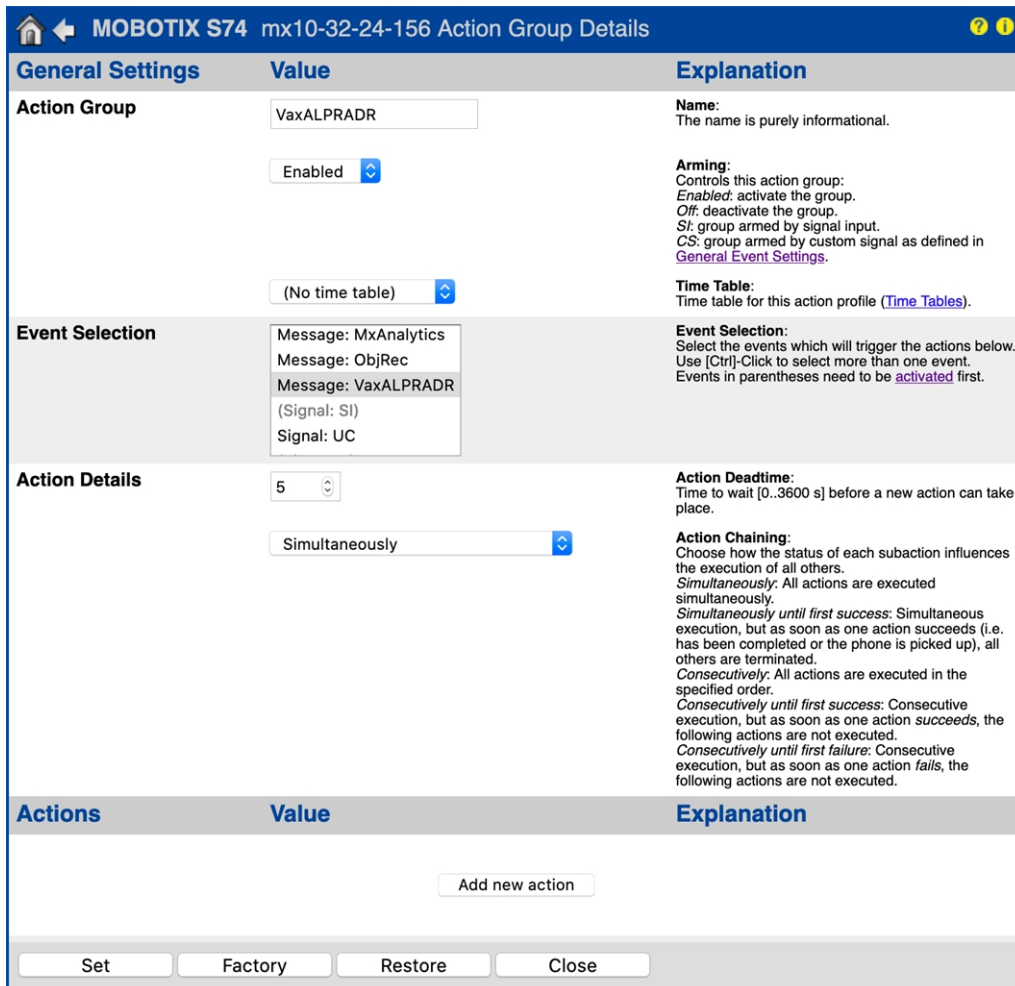 MOBOTIX S74 mx10-32-24-156 Action Group Details ? i
General Settings Value Explanation
Action Group
VaxALPRADR
Name:
The name is purely informational.
Enabled
Arming:
Controls this action group:
Enabled: activate the group.
Off: deactivate the group.
SI: group armed by signal input.
CS: group armed by custom signal as defined in
General Event Settings.
(No time table)
Time Table:
Time table for this action profile (Time Tables).
Event Selection
Message: MxAnalytics
Message: ObjRec
Message: VaxALPRADR
(Signal: SI)
Signal: UC
Event Selection:
Select the events which will trigger the actions below.
Use [Ctrl]-Click to select more than one event.
Events in parentheses need to be activated first.
Action Details
5
Action Deadtime:
Time to wait [0..3600 s] before a new action can take
place.
Simultaneously
Action Chaining:
Choose how the status of each subaction influences
the execution of all others.
Simultaneously: All actions are executed
simultaneously.
Simultaneously until first success: Simultaneous
execution, but as soon as one action succeeds (i.e.
has been completed or the phone is picked up), all
others are terminated.
Consecutively: All actions are executed in the
specified order.
Consecutively until first success: Consecutive
execution, but as soon as one action succeeds, the
following actions are not executed.
Consecutively until first failure: Consecutive
execution, but as soon as one action fails, the
following actions are not executed.
Actions Value Explanation
Add new action
Set Factory Restore Close